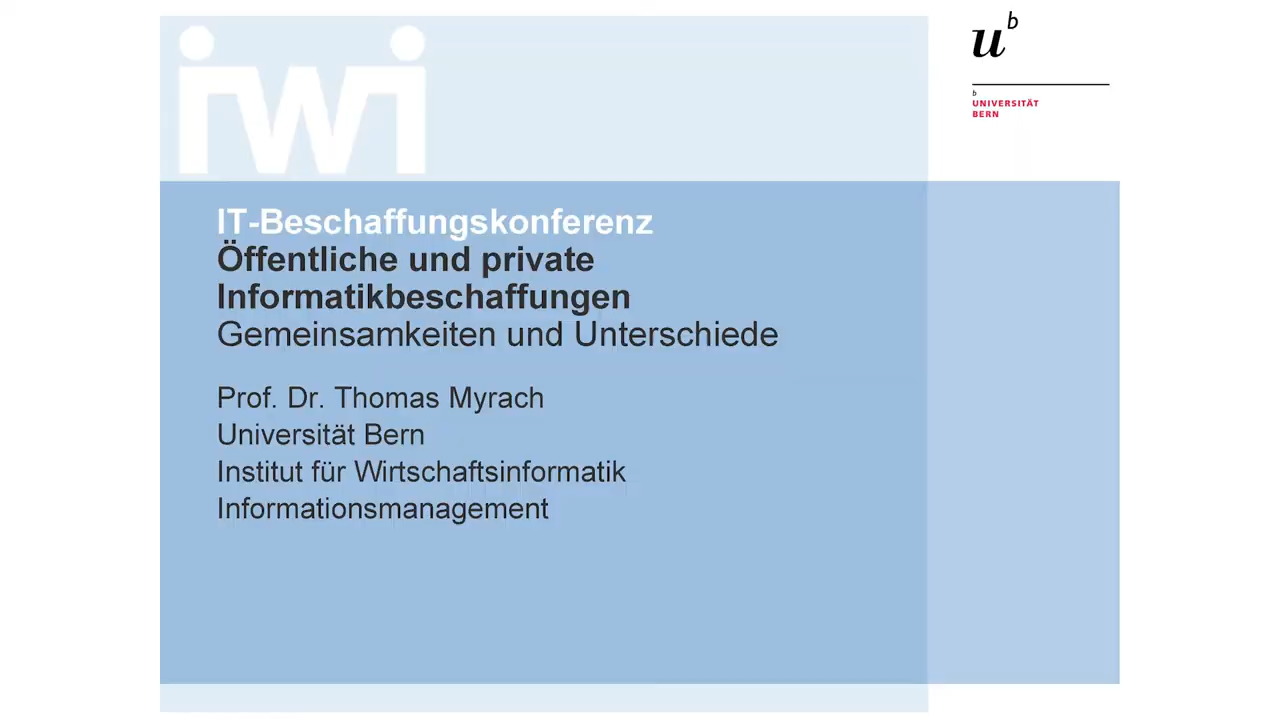 iwi
u
b
b
UNIVERSITÄT
BERN
IT-Beschaffungskonferenz
Öffentliche und private
Informatikbeschaffungen
Gemeinsamkeiten und Unterschiede
Prof. Dr. Thomas Myrach
Universität Bern
Institut für Wirtschaftsinformatik
Informationsmanagement